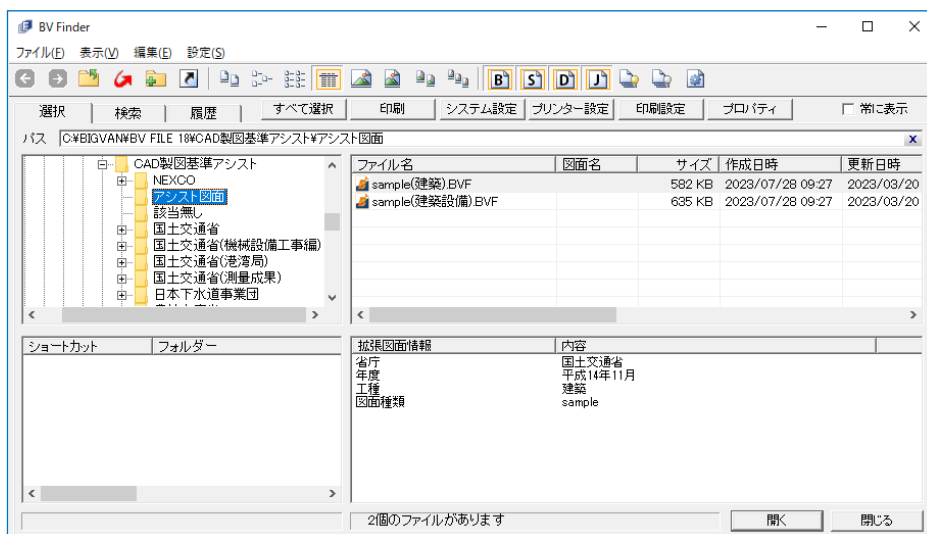 BV Finder
ファイル(F) 表示(V) 編集(E) 設定(S)
B S D J
選択 検索 履歴 すべて選択 印刷 システム設定 プリンター設定 印刷設定 プロパティ 常に表示
パス C:¥BIGVAN¥BV FILE 18¥CAD製図基準アシスト¥アシスト図面
CAD製図基準アシスト
NEXCO
アシスト図面
該当無し
国土交通省
国土交通省(機械設備工事編)
国土交通省(港湾局)
国土交通省(測量成果)
日本下水道事業団
ファイル名 図面名 サイズ 作成日時 更新日時
sample(建築).BVF 582 KB 2023/07/28 09:27 2023/03/20
sample(建築設備).BVF 635 KB 2023/07/28 09:27 2023/03/20
ショートカット フォルダー
拡張図面情報 内容
省庁 国土交通省
年度 平成14年11月
工種 建築
図面種類 sample
2個のファイルがあります 開く 閉じる